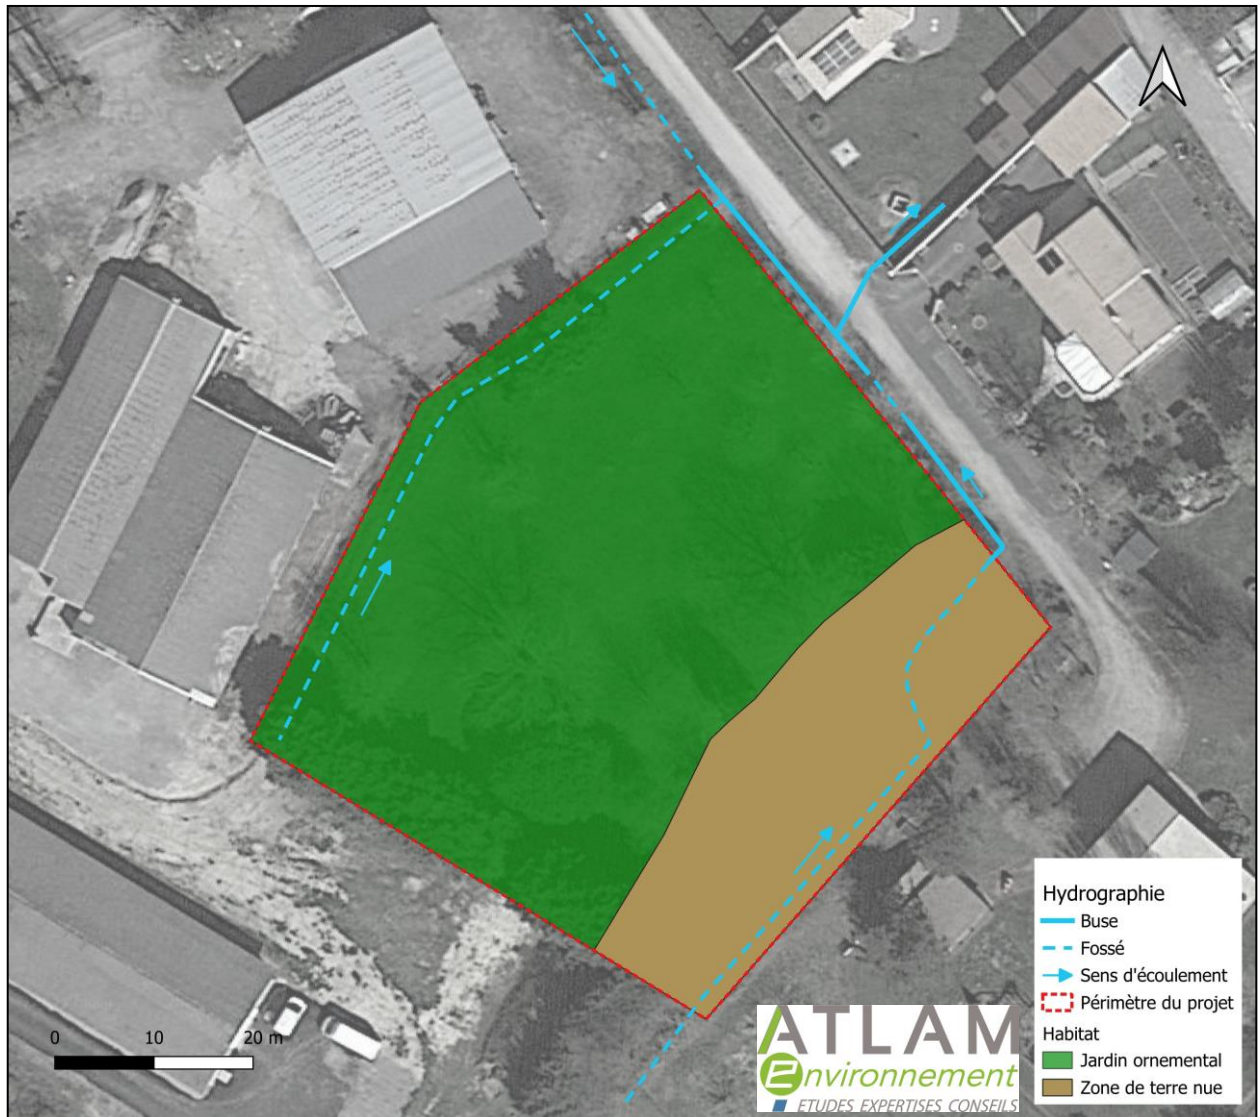 0 10 20 m
Hydrographie
Buse
Fossé
Sens d'écoulement
Périmètre du projet
Habitat
Jardin ornemental
Zone de terre nue
ATLAM
Environnement
ETUDES EXPERTISES CONSEILS